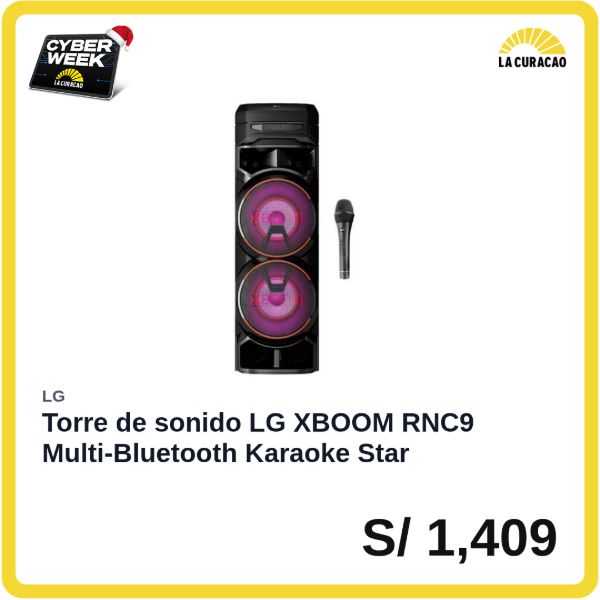 CYBER
WEEK
LA CURACAO
LA CURACAO
LG
Torre de sonido LG XBOOM RNC9
Multi-Bluetooth Karaoke Star
S/ 1,409